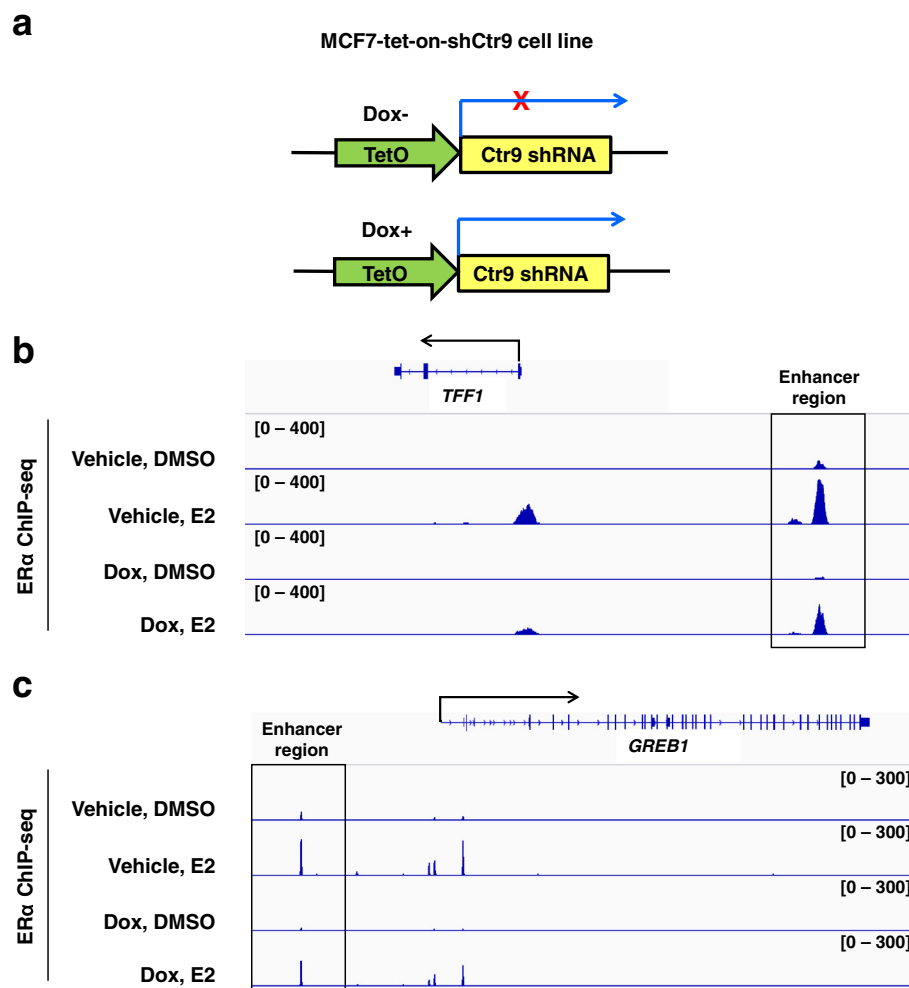 a
MCF7-tet-on-shCtr9 cell line
Dox-
X
TetO
Ctr9 shRNA
Dox+
TetO
Ctr9 shRNA
b
TFF1
Enhancer
region
ERα ChIP-seq
[0 – 400]
Vehicle, DMSO
[0 – 400]
Vehicle, E2
[0 – 400]
Dox, DMSO
[0 – 400]
Dox, E2
c
Enhancer
region
GREB1
ERα ChIP-seq
[0 – 300]
Vehicle, DMSO
[0 – 300]
Vehicle, E2
[0 – 300]
Dox, DMSO
[0 – 300]
Dox, E2